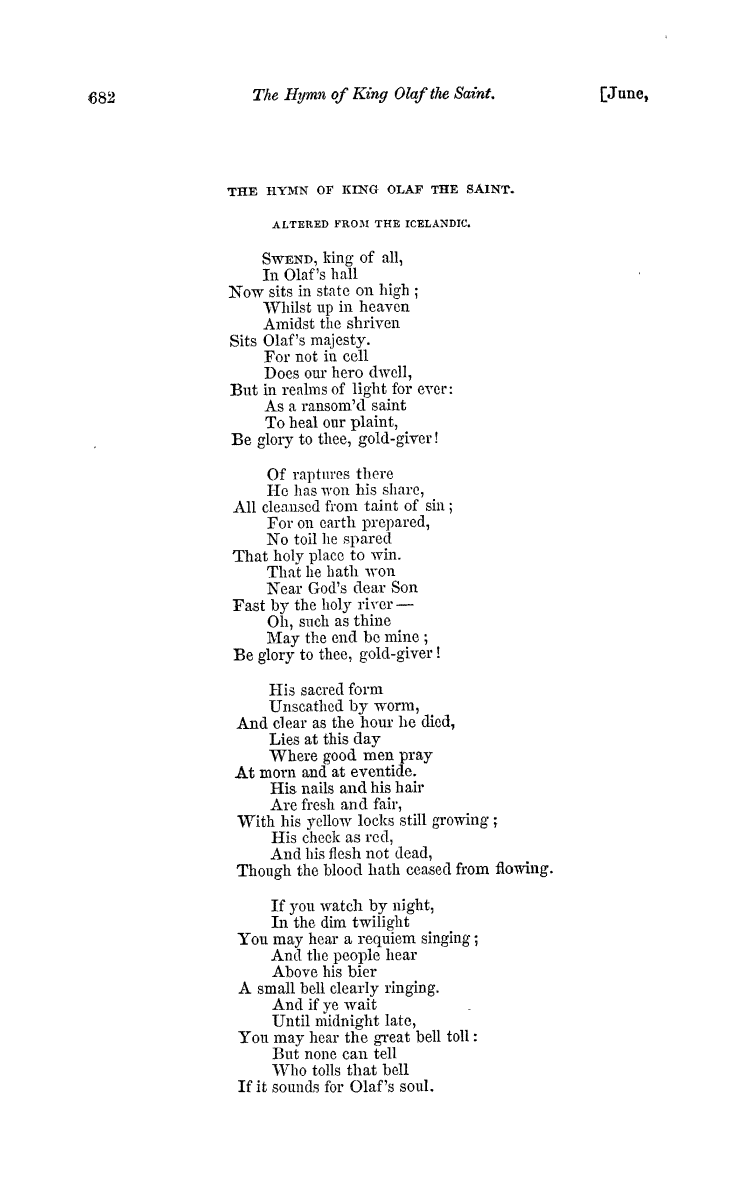 682 The Hymn of King Olaf the Saint. [June,
THE HYMN OF KING OLAF THE SAINT.
ALTERED FROM THE ICELANDIC.
SWEND, king of all,
In Olaf's hall
Now sits in state on high ;
Whilst up in heaven
Amidst the shriven
Sits Olaf's majesty.
For not in cell
Does our hero dwell,
But in realms of light for ever:
As a ransom'd saint
To heal our plaint,
Be glory to thee, gold-giver!
Of raptures there
He has won his share,
All cleansed from taint of sin ;
For on earth prepared,
No toil he spared
That holy place to win.
That he hath won
Near God's dear Son
Fast by the holy river—
Oh, such as thine
May the end be mine ;
Be glory to thee, gold-giver!
His sacred form
Unscathed by worm,
And clear as the hour he died,
Lies at this day
Where good men pray
At morn and at eventide.
His nails and his hair
Are fresh and fair,
With his yellow locks still growing ;
His cheek as red,
And his flesh not dead,
Though the blood hath ceased from flowing.
If you watch by night,
In the dim twilight
You may hear a requiem singing ;
And the people hear
Above his bier
A small bell clearly ringing.
And if ye wait
Until midnight late,
You may hear the great bell toll :
But none can tell
Who tolls that bell
If it sounds for Olaf's soul.